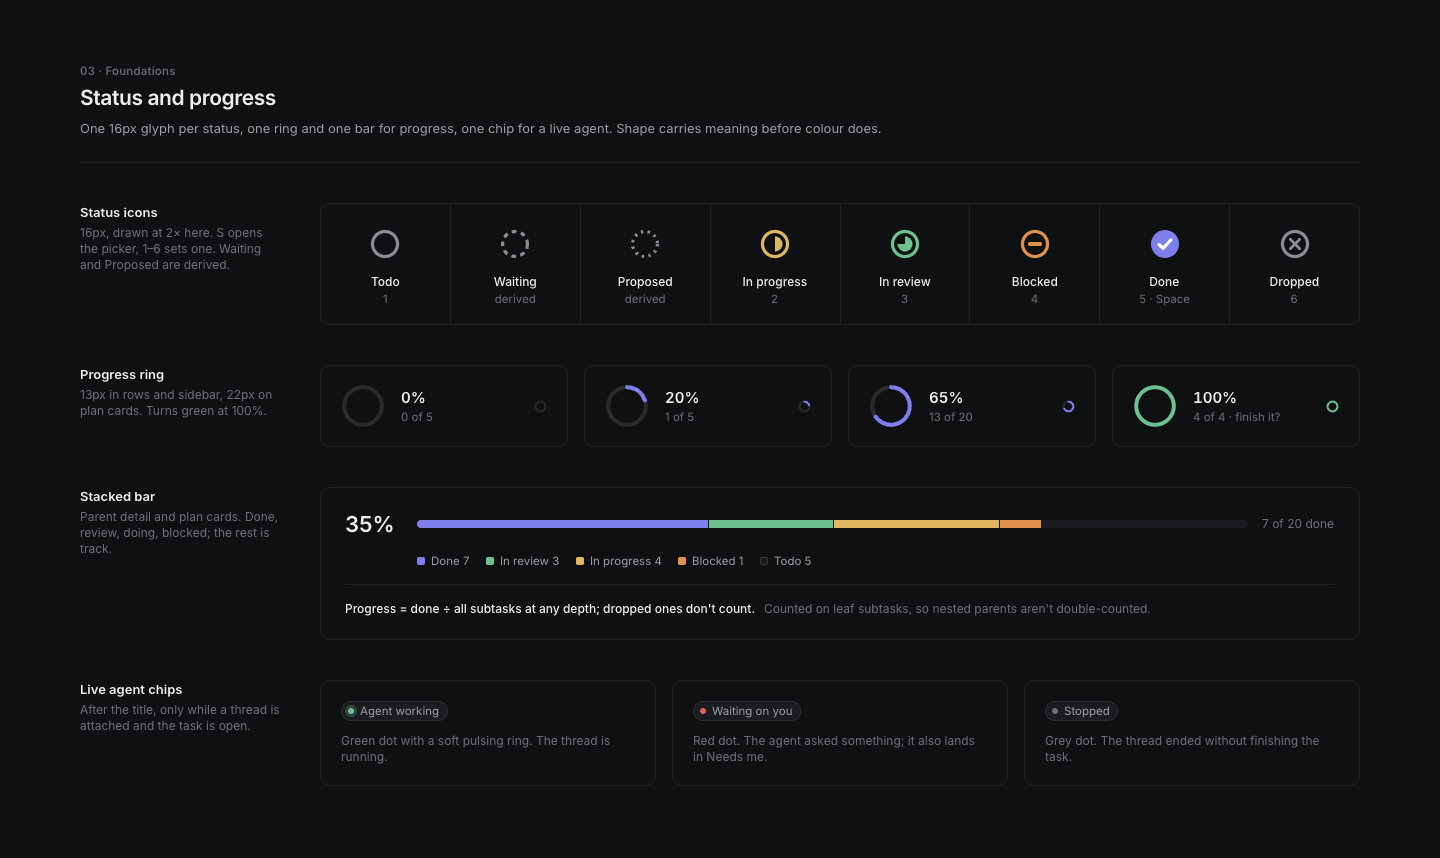 03 · Foundations
Status and progress
One 16px glyph per status, one ring and one bar for progress, one chip for a live agent. Shape carries meaning before colour does.
Status icons
16px, drawn at 2× here. S opens
the picker, 1–6 sets one. Waiting
and Proposed are derived.
Todo
1
Waiting
derived
Proposed
derived
In progress
2
In review
3
Blocked
4
Done
5 · Space
Dropped
6
Progress ring
13px in rows and sidebar, 22px on
plan cards. Turns green at 100%.
0%
0 of 5
20%
1 of 5
65%
13 of 20
100%
4 of 4 · finish it?
Stacked bar
Parent detail and plan cards. Done,
review, doing, blocked; the rest is
track.
35%
7 of 20 done
Done 7
In review 3
In progress 4
Blocked 1
Todo 5
Progress = done ÷ all subtasks at any depth; dropped ones don't count. Counted on leaf subtasks, so nested parents aren't double-counted.
Live agent chips
After the title, only while a thread is
attached and the task is open.
Agent working
Green dot with a soft pulsing ring. The thread is
running.
Waiting on you
Red dot. The agent asked something; it also lands
in Needs me.
Stopped
Grey dot. The thread ended without finishing the
task.